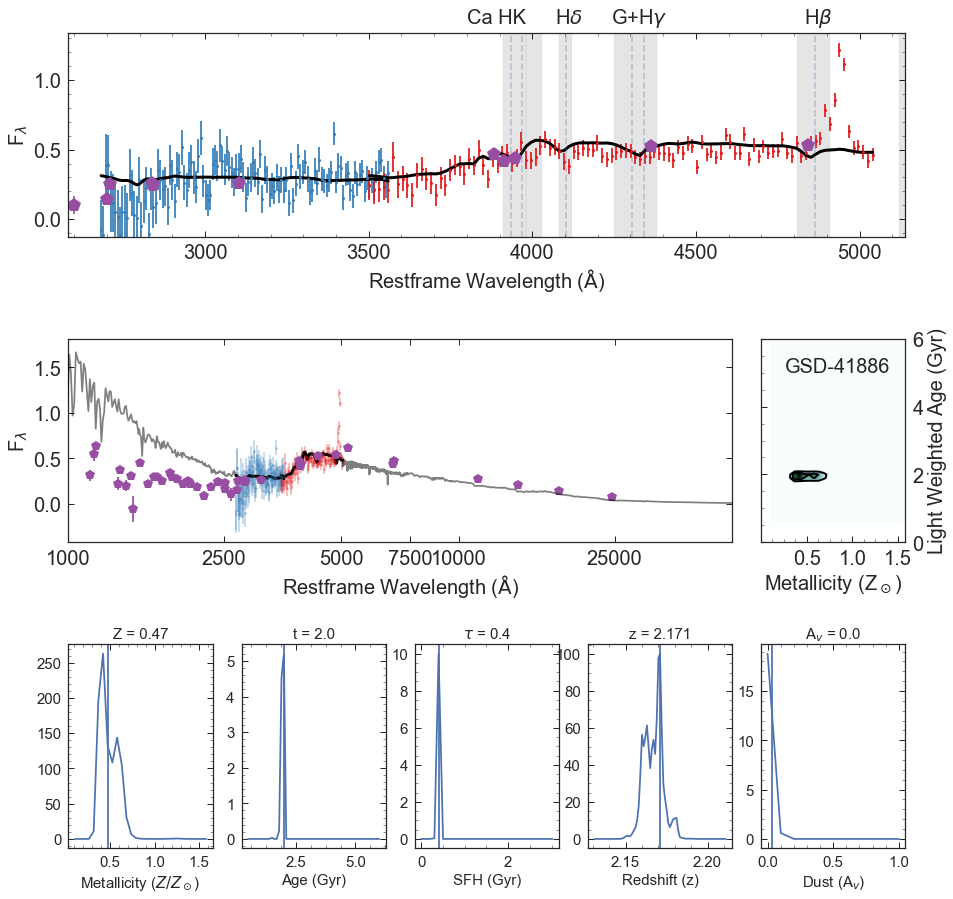 Ca HK Hδ G+Hγ Hβ
1.0
0.5
0.0
F_λ
3000 3500 4000 4500 5000
Restframe Wavelength (Å)
1.5
1.0
0.5
0.0
F_λ
1000 2500 5000 7500 10000 25000
Restframe Wavelength (Å)
GSD-41886
6
4
2
0
Light Weighted Age (Gyr)
0.5 1.0 1.5
Metallicity (Z_⊙)
Z = 0.47
250
200
150
100
50
0
0.5 1.0 1.5
Metallicity (Z/Z_⊙)
t = 2.0
5
4
3
2
1
0
2.5 5.0
Age (Gyr)
τ = 0.4
10
8
6
4
2
0
0 2
SFH (Gyr)
z = 2.171
100
80
60
40
20
0
2.15 2.20
Redshift (z)
A_v = 0.0
15
10
5
0
0.0 0.5 1.0
Dust (A_v)